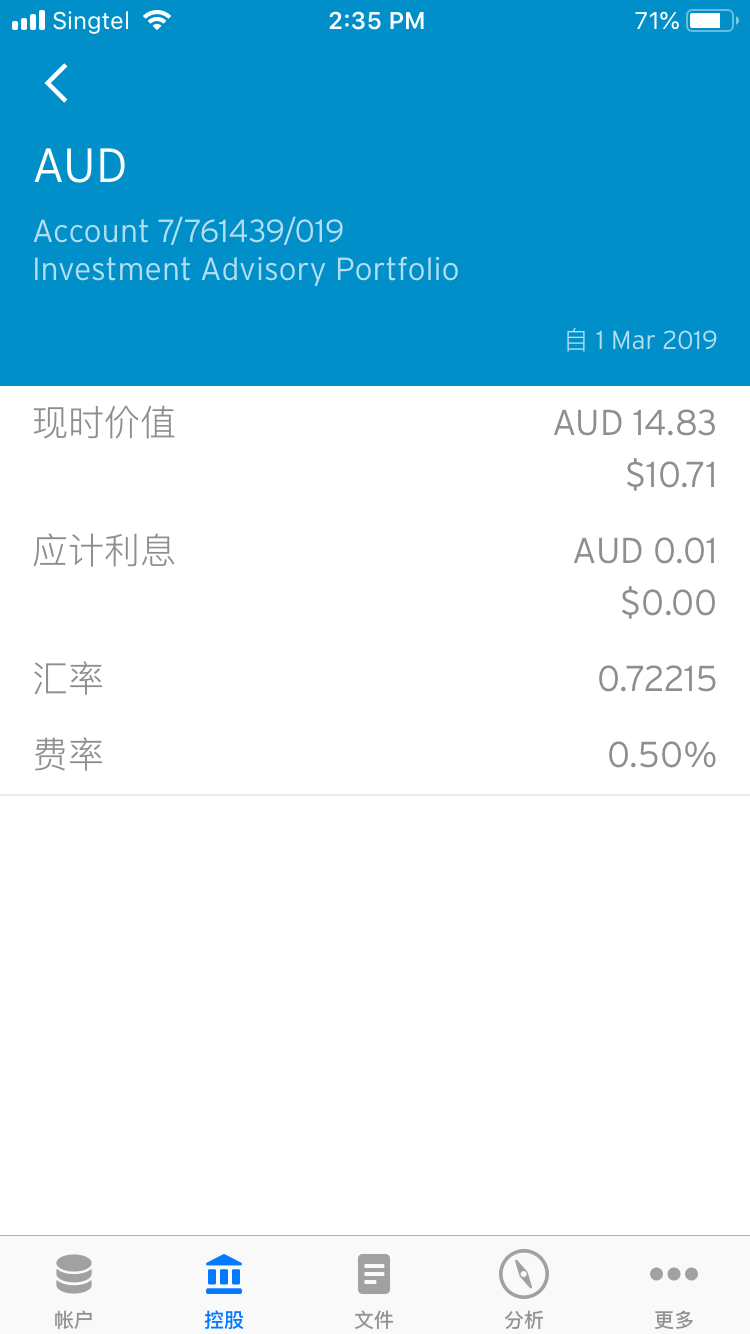 Singtel 2:35 PM 71%
AUD
Account 7/761439/019
Investment Advisory Portfolio
自 1 Mar 2019
现时价值 AUD 14.83
$10.71
应计利息 AUD 0.01
$0.00
汇率 0.72215
费率 0.50%
帐户 控股 文件 分析 更多